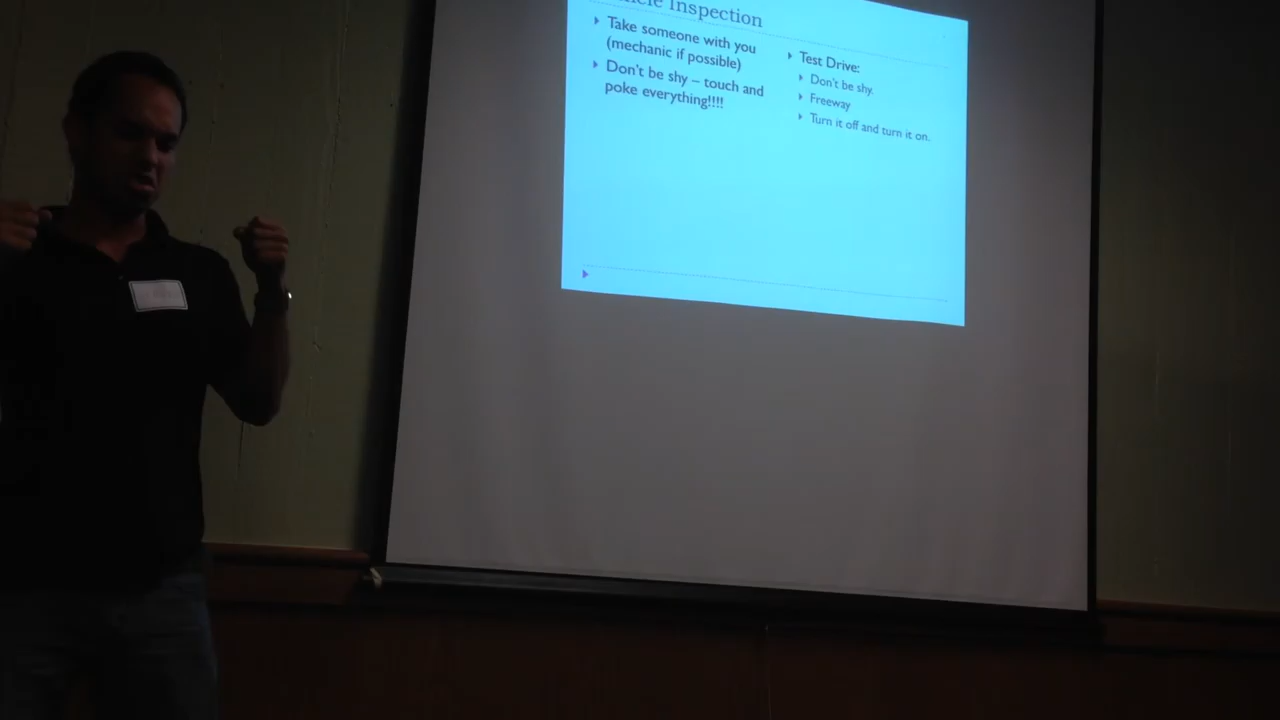 Inspection
Take someone with you
(mechanic if possible)
Don't be shy – touch and
poke everything!!!!
Test Drive:
Don't be shy.
Freeway
Turn it off and turn it on.